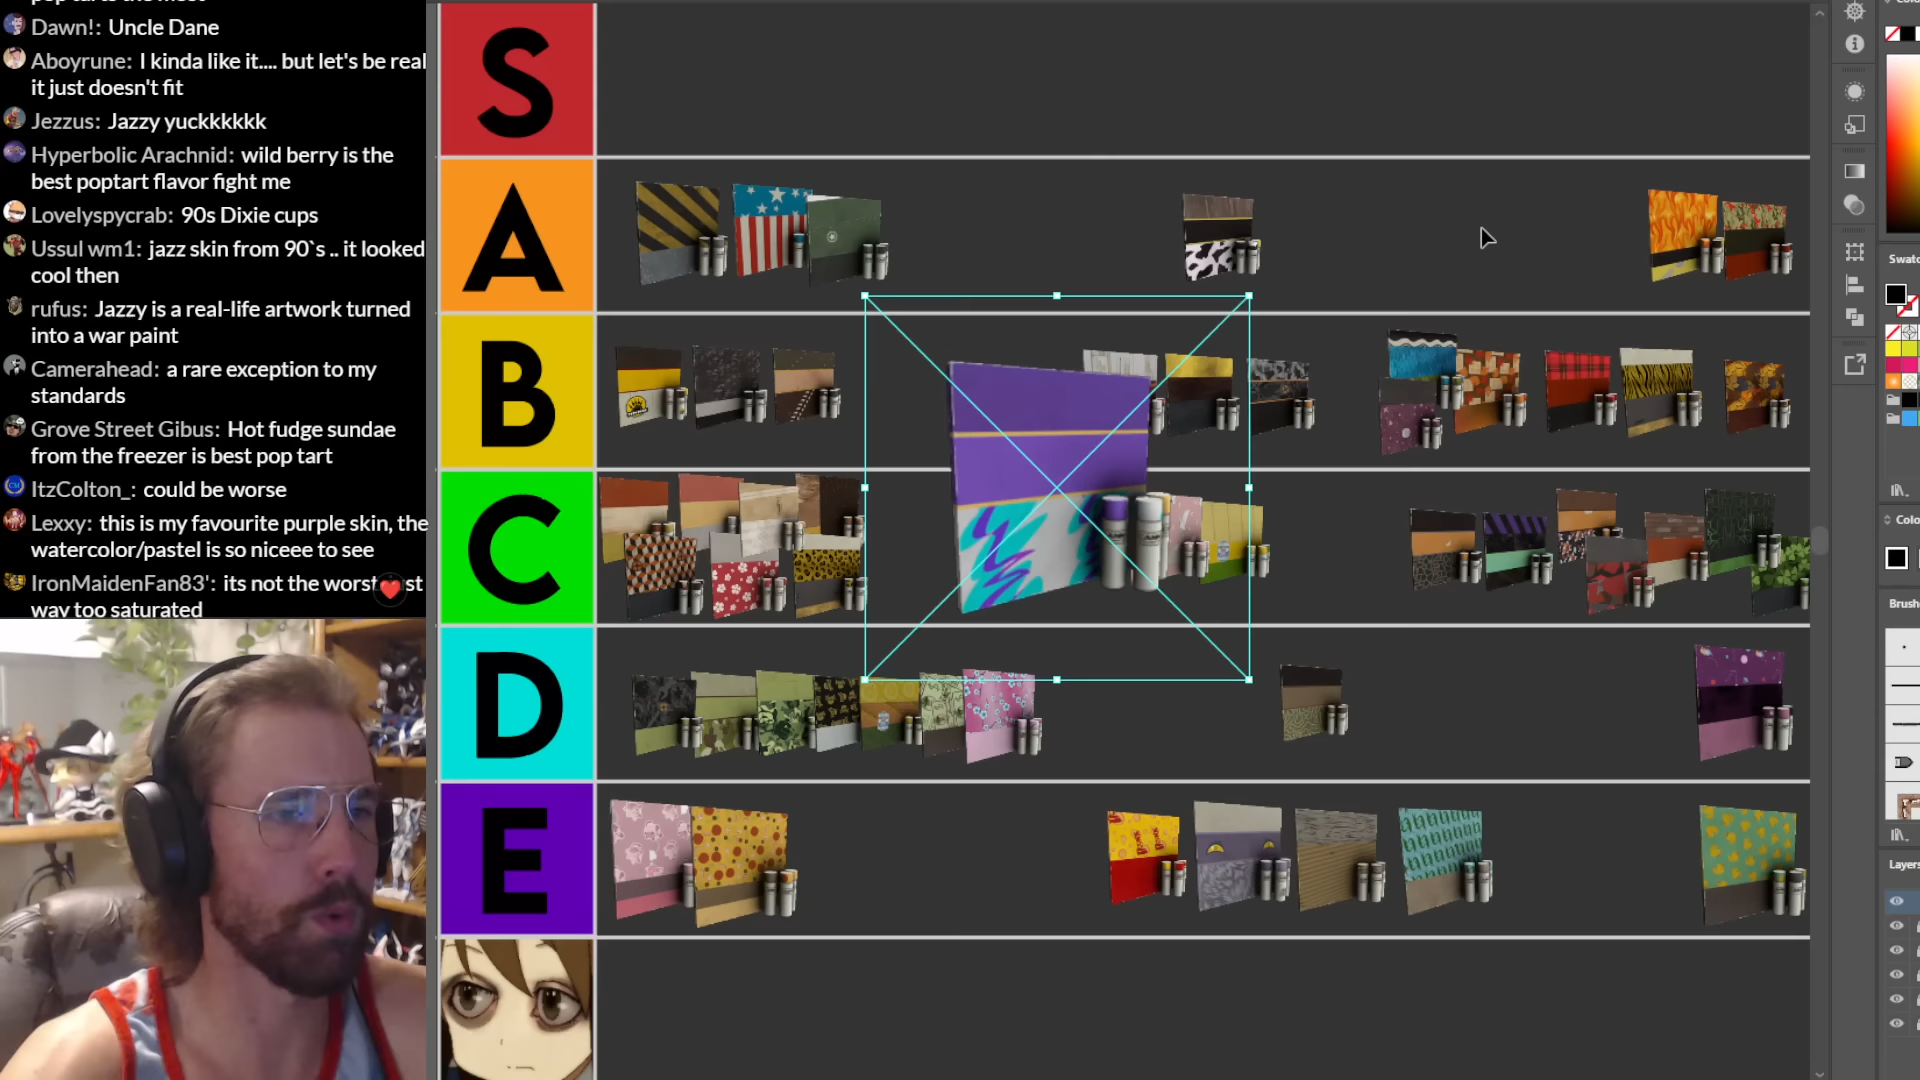 Dawn!: Uncle Dane
Aboyrune: I kinda like it.... but let's be real
it just doesn't fit
Jezzus: Jazzy yuckkkkkk
Hyperbolic Arachnid: wild berry is the
best poptart flavor fight me
Lovelyspycrab: 90s Dixie cups
Ussul wm1: jazz skin from 90`s .. it looked
cool then
rufus: Jazzy is a real-life artwork turned
into a war paint
Camerahead: a rare exception to my
standards
Grove Street Gibus: Hot fudge sundae
from the freezer is best pop tart
ItzColton_: could be worse
Lexxy: this is my favourite purple skin, the
watercolor/pastel is so niceee to see
IronMaidenFan83': its not the worst
way too saturated
S
A
B
C
D
E
Swatc
Colo
Brushe
Layers